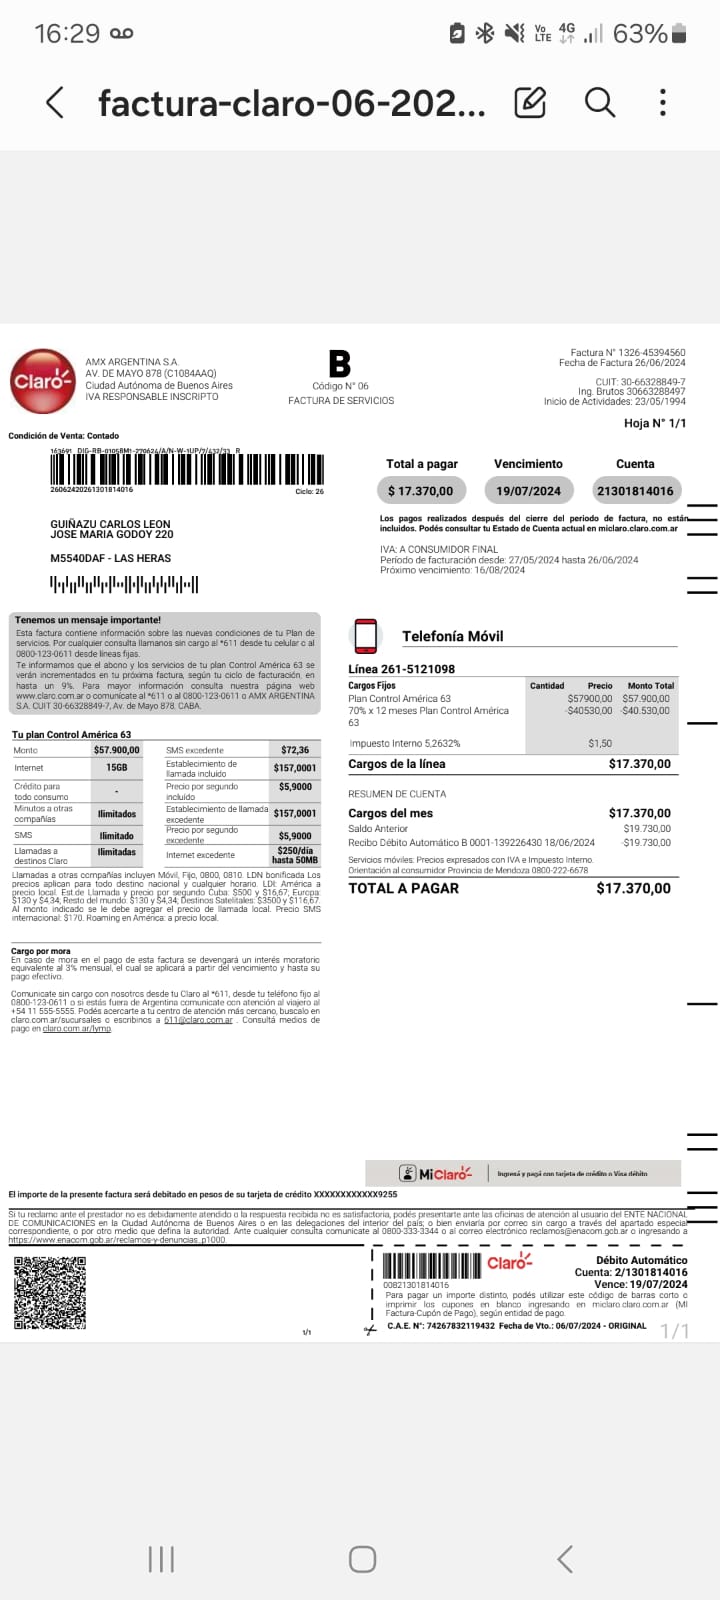 16:29
Vo LTE 4G 63%
factura-claro-06-202...
Claro
AMX ARGENTINA S.A.
AV. DE MAYO 878 (C1084AAQ)
Ciudad Autónoma de Buenos Aires
IVA RESPONSABLE INSCRIPTO
B
Código N° 06
FACTURA DE SERVICIOS
Factura N° 1326-45394560
Fecha de Factura 26/06/2024
CUIT: 30-66328849-7
Ing. Brutos 30663288497
Inicio de Actividades: 23/05/1994
Hoja N° 1/1
Condición de Venta: Contado
163691 DIG-RB-01058M1-270624/A/N-W-1UP/7/432/33 R
260624202613018140​16
Ciclo: 26
Total a pagar Vencimiento Cuenta
$ 17.370,00 19/07/2024 21301814016
Los pagos realizados después del cierre del periodo de factura, no están
incluidos. Podés consultar tu Estado de Cuenta actual en miclaro.claro.com.ar
GUIÑAZU CARLOS LEON
JOSE MARIA GODOY 220
M5540DAF - LAS HERAS
IVA: A CONSUMIDOR FINAL
Período de facturación desde: 27/05/2024 hasta 26/06/2024
Próximo vencimiento: 16/08/2024
Tenemos un mensaje importante!
Esta factura contiene información sobre las nuevas condiciones de tu Plan de
servicios. Por cualquier consulta llamanos sin cargo al *611 desde tu celular o al
0800-123-0611 desde líneas fijas.
Te informamos que el abono y los servicios de tu plan Control América 63 se
verán incrementados en tu próxima factura, según tu ciclo de facturación, en
hasta un 9%. Para mayor información consulta nuestra página web
www.claro.com.ar o comunicate al *611 o al 0800-123-0611 o AMX ARGENTINA
S.A. CUIT 30-66328849-7, Av. de Mayo 878, CABA.
Tu plan Control América 63
Monto $57.900,00 SMS excedente $72,36
Internet 15GB Establecimiento de llamada incluído $157,0001
Crédito para todo consumo - Precio por segundo incluído $5,9000
Minutos a otras compañías Ilimitados Establecimiento de llamada excedente $157,0001
SMS Ilimitado Precio por segundo excedente $5,9000
Llamadas a destinos Claro Ilimitadas Internet excedente $250/día hasta 50MB
Llamadas a otras compañías incluyen Móvil, Fijo, 0800, 0810. LDN bonificada Los
precios aplican para todo destino nacional y cualquier horario. LDI: América a
precio local. Est.de Llamada y precio por segundo Cuba: $500 y $16,67; Europa:
$130 y $4,34; Resto del mundo: $130 y $4,34; Destinos Satelitales: $3500 y $116,67.
Al monto indicado se le debe agregar el precio de llamada local. Precio SMS
internacional: $170. Roaming en América: a precio local.
Cargo por mora
En caso de mora en el pago de esta factura se devengará un interés moratorio
equivalente al 3% mensual, el cual se aplicará a partir del vencimiento y hasta su
pago efectivo.
Comunicate sin cargo con nosotros desde tu Claro al *611, desde tu teléfono fijo al
0800-123-0611 o si estás fuera de Argentina comunicate con atención al viajero al
+54 11 555-5555. Podés acercarte a tu centro de atención más cercano, buscalo en
claro.com.ar/sucursales o escribinos a 611@claro.com.ar . Consultá medios de
pago en claro.com.ar/lymp.
Telefonía Móvil
Línea 261-5121098
Cargos Fijos Cantidad Precio Monto Total
Plan Control América 63 $57900,00 $57.900,00
70% x 12 meses Plan Control América -$40530,00 -$40.530,00
63
Impuesto Interno 5,2632% $1,50
Cargos de la línea $17.370,00
RESUMEN DE CUENTA
Cargos del mes $17.370,00
Saldo Anterior $19.730,00
Recibo Débito Automático B 0001-139226430 18/06/2024 -$19.730,00
Servicios móviles: Precios expresados con IVA e Impuesto Interno.
Orientación al consumidor Provincia de Mendoza 0800-222-6678
TOTAL A PAGAR $17.370,00
MiClaro Ingresá y pagá con tarjeta de crédito o Visa débito
El importe de la presente factura será debitado en pesos de su tarjeta de crédito XXXXXXXXXXXX9255
Si tu reclamo ante el prestador no es debidamente atendido o la respuesta recibida no es satisfactoria, podés presentarte ante las oficinas de atención al usuario del ENTE NACIONAL
DE COMUNICACIONES en la Ciudad Autónoma de Buenos Aires o en las delegaciones del interior del país; o bien enviarla por correo sin cargo a través del apartado especial
correspondiente, o por otro medio que defina la autoridad. Ante cualquier consulta comunicate al 0800-333-3344 o al correo electrónico reclamos@enacom.gob.ar o ingresando a
https://www.enacom.gob.ar/reclamos-y-denuncias_p1000.
Claro
00821301814016
Débito Automático
Cuenta: 2/1301814016
Vence: 19/07/2024
Para pagar un importe distinto, podés utilizar este código de barras corto o
imprimir los cupones en blanco ingresando en miclaro.claro.com.ar (Mi
Factura-Cupón de Pago), según entidad de pago.
C.A.E. N°: 74267832119432 Fecha de Vto.: 06/07/2024 - ORIGINAL
1/1
1/1